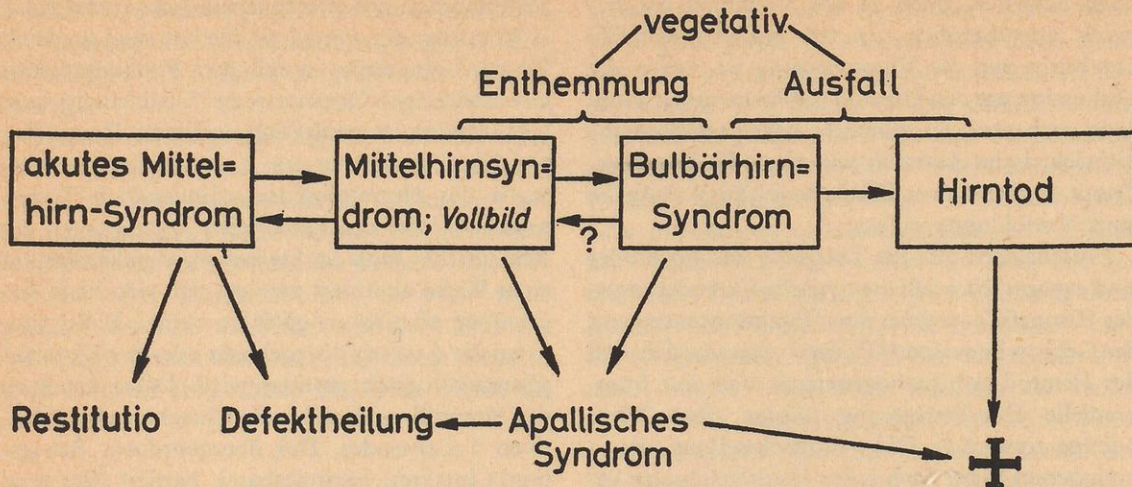 vegetativ
Enthemmung Ausfall
akutes Mittel=
hirn-Syndrom
Mittelhirnsyn=
drom; Vollbild
Bulbärhirn=
Syndrom
Hirntod
?
Restitutio
Defektheilung
Apallisches
Syndrom